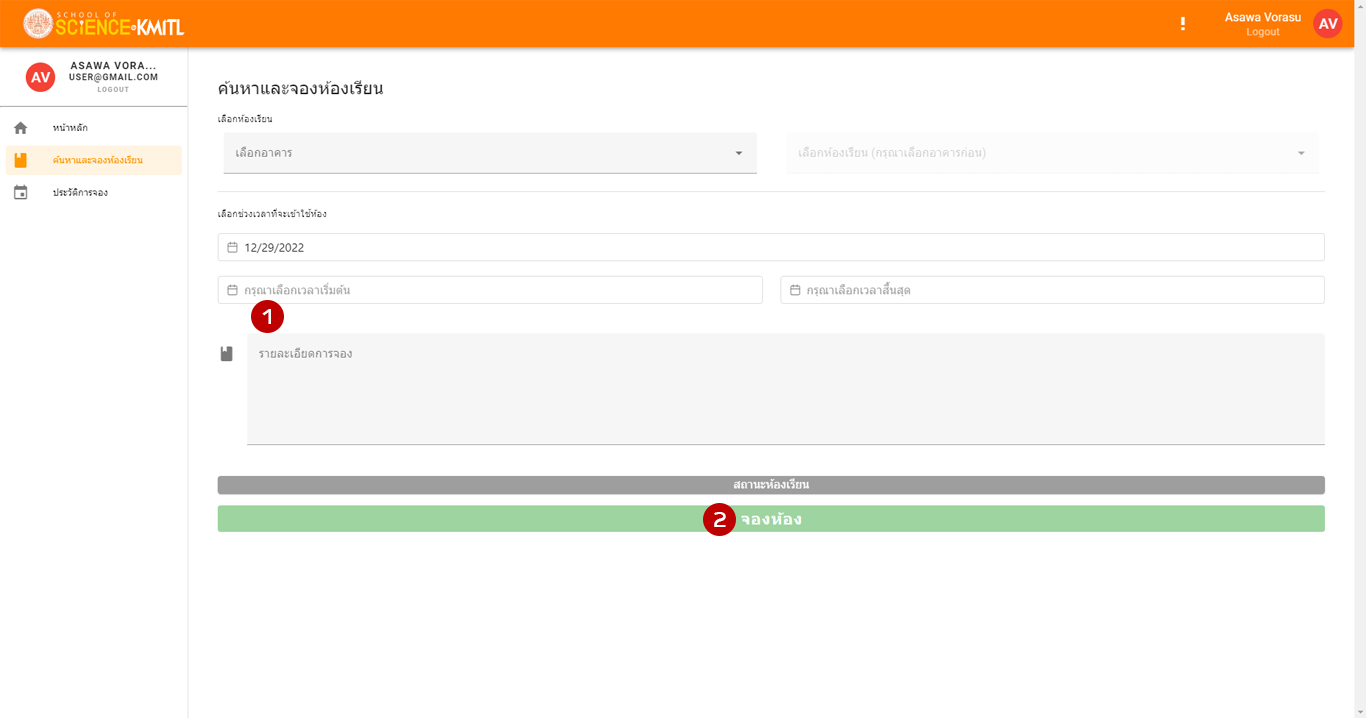 SCHOOL OF
SCIENCE KMITL
Asawa Vorasu
Logout
AV
AV
ASAWA VORA...
USER@GMAIL.COM
LOGOUT
หน้าหลัก
ค้นหาและจองห้องเรียน
ประวัติการจอง
ค้นหาและจองห้องเรียน
เลือกห้องเรียน
เลือกอาคาร
เลือกห้องเรียน (กรุณาเลือกอาคารก่อน)
เลือกช่วงเวลาที่จะเข้าใช้ห้อง
12/29/2022
กรุณาเลือกเวลาเริ่มต้น
กรุณาเลือกเวลาสิ้นสุด
1
รายละเอียดการจอง
สถานะห้องเรียน
2 จองห้อง